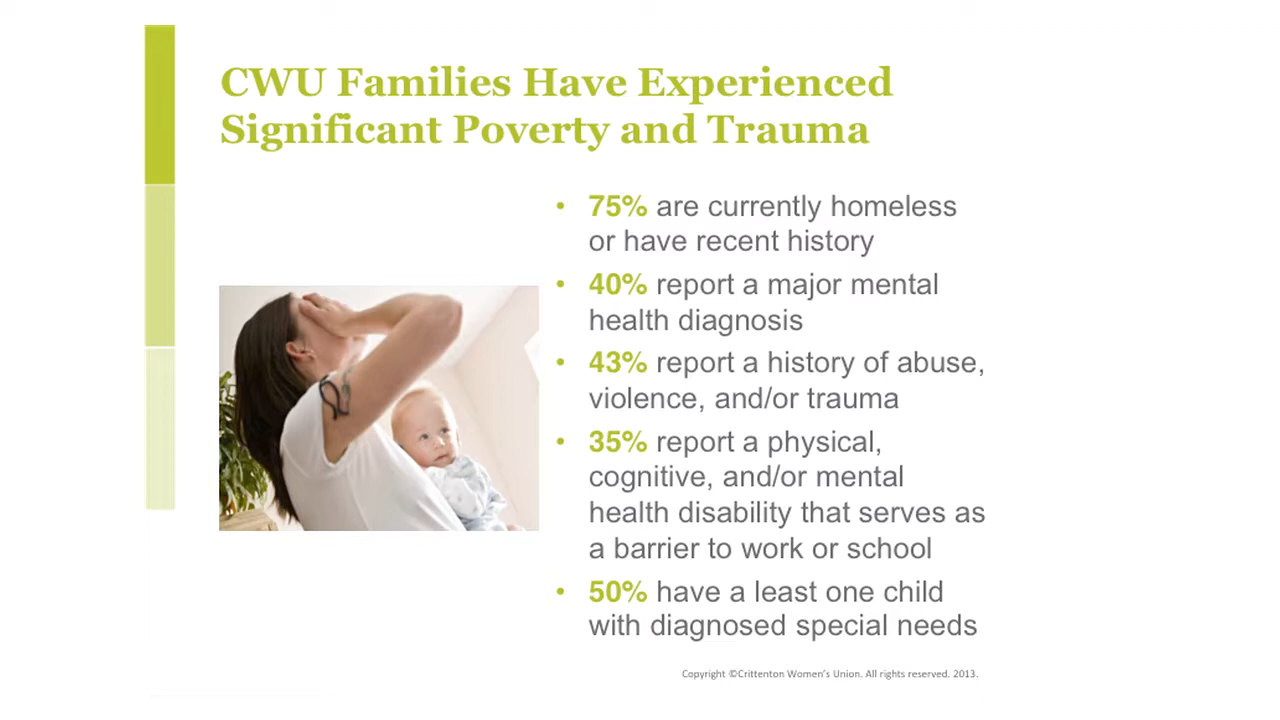 CWU Families Have Experienced
Significant Poverty and Trauma
• 75% are currently homeless
or have recent history
• 40% report a major mental
health diagnosis
• 43% report a history of abuse,
violence, and/or trauma
• 35% report a physical,
cognitive, and/or mental
health disability that serves as
a barrier to work or school
• 50% have a least one child
with diagnosed special needs
Copyright ©Crittenton Women's Union. All rights reserved. 2013.